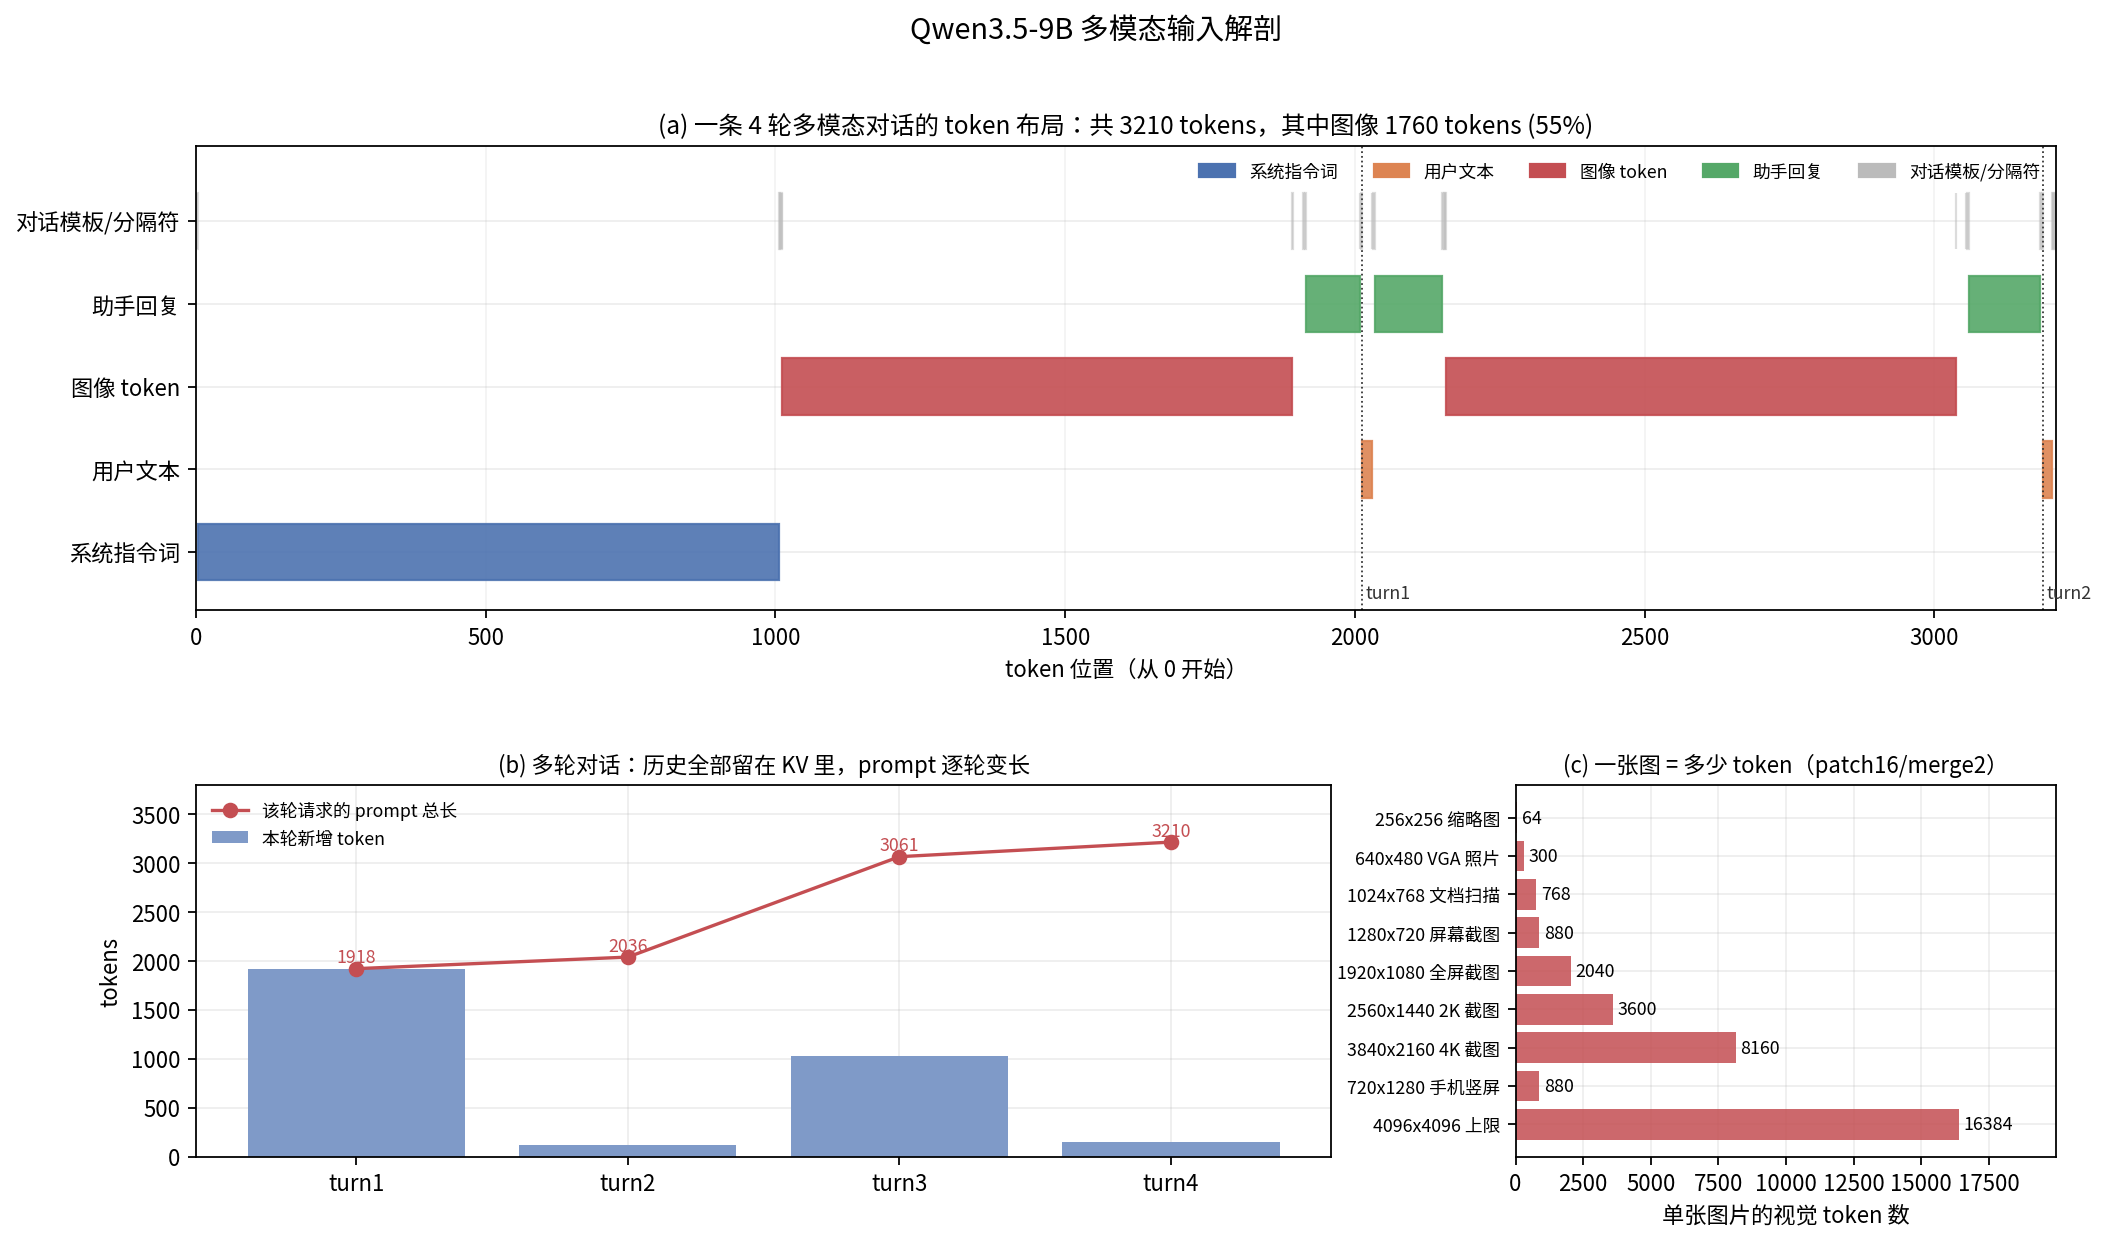 Qwen3.5-9B 多模态输入解剖
(a) 一条 4 轮多模态对话的 token 布局：共 3210 tokens，其中图像 1760 tokens (55%)
系统指令词
用户文本
图像 token
助手回复
对话模板/分隔符
对话模板/分隔符
助手回复
图像 token
用户文本
系统指令词
turn1
turn2
0
500
1000
1500
2000
2500
3000
token 位置（从 0 开始）
(b) 多轮对话：历史全部留在 KV 里，prompt 逐轮变长
该轮请求的 prompt 总长
本轮新增 token
tokens
3500
3000
2500
2000
1500
1000
500
0
1918
2036
3061
3210
turn1
turn2
turn3
turn4
(c) 一张图 = 多少 token（patch16/merge2）
256x256 缩略图
64
640x480 VGA 照片
300
1024x768 文档扫描
768
1280x720 屏幕截图
880
1920x1080 全屏截图
2040
2560x1440 2K 截图
3600
3840x2160 4K 截图
8160
720x1280 手机竖屏
880
4096x4096 上限
16384
0
2500
5000
7500
10000
12500
15000
17500
单张图片的视觉 token 数